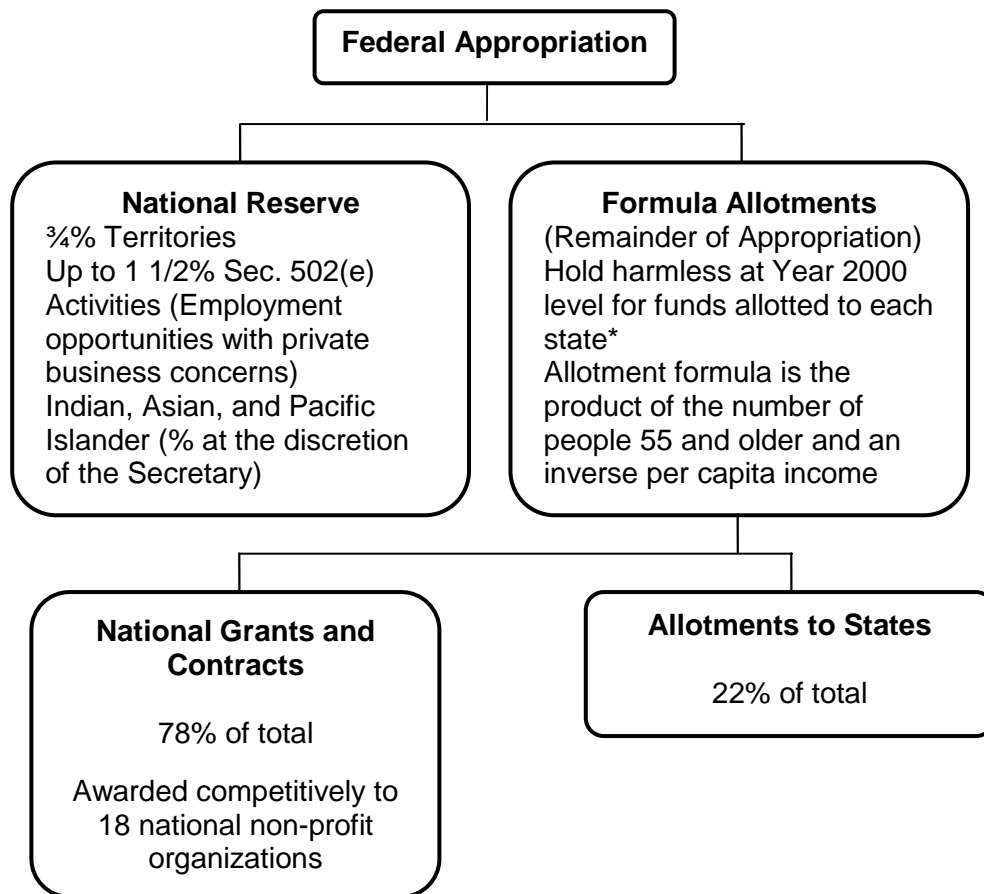 Federal Appropriation
National Reserve
¾% Territories
Up to 1 1/2% Sec. 502(e)
Activities (Employment
opportunities with private
business concerns)
Indian, Asian, and Pacific
Islander (% at the discretion
of the Secretary)
Formula Allotments
(Remainder of Appropriation)
Hold harmless at Year 2000
level for funds allotted to each
state*
Allotment formula is the
product of the number of
people 55 and older and an
inverse per capita income
National Grants and
Contracts
78% of total
Awarded competitively to
18 national non-profit
organizations
Allotments to States
22% of total